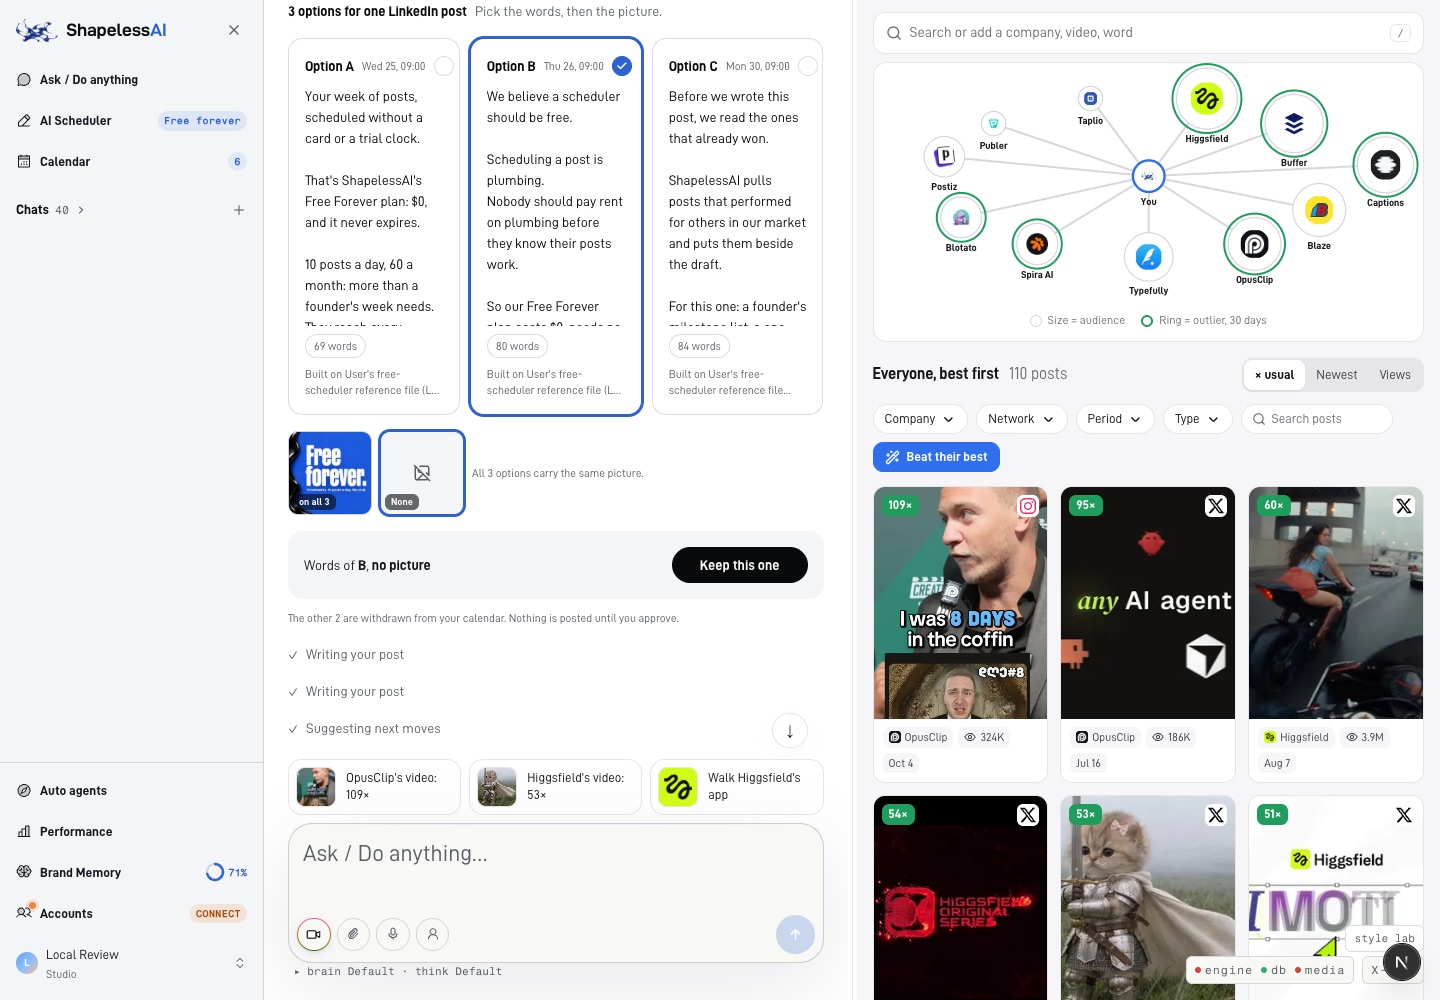 ShapelessAI
Ask / Do anything
AI Scheduler
Free forever
Calendar
6
Chats 40
Auto agents
Performance
Brand Memory
71%
Accounts
CONNECT
L
Local Review
Studio
3 options for one LinkedIn post Pick the words, then the picture.
Option A Wed 25, 09:00
Your week of posts,
scheduled without a
card or a trial clock.
That's ShapelessAI's
Free Forever plan: $0,
and it never expires.
10 posts a day, 60 a
month: more than a
founder's week needs.
They reach every
69 words
Built on User's free-
scheduler reference file (L...
Option B Thu 26, 09:00
We believe a scheduler
should be free.
Scheduling a post is
plumbing.
Nobody should pay rent
on plumbing before
they know their posts
work.
So our Free Forever
plan costs $0, needs no
80 words
Built on User's free-
scheduler reference file (L...
Option C Mon 30, 09:00
Before we wrote this
post, we read the ones
that already won.
ShapelessAI pulls
posts that performed
for others in our market
and puts them beside
the draft.
For this one: a founder's
milestone list, a one
84 words
Built on User's free-
scheduler reference file...
Free
forever.
on all 3
None
All 3 options carry the same picture.
Words of B, no picture
Keep this one
The other 2 are withdrawn from your calendar. Nothing is posted until you approve.
Writing your post
Writing your post
Suggesting next moves
OpusClip's video:
109×
Higgsfield's video:
53×
Walk Higgsfield's
app
Ask / Do anything...
brain Default · think Default
Search or add a company, video, word
/
Taplio
Higgsfield
Publer
Buffer
Postiz
Captions
You
Blotato
Blaze
Spira AI
OpusClip
Typefully
Size = audience
Ring = outlier, 30 days
Everyone, best first 110 posts
× usual
Newest
Views
Company
Network
Period
Type
Search posts
Beat their best
109×
CREAT
I was 8 DAYS
in the coffin
OpusClip
324K
Oct 4
95×
any AI agent
OpusClip
186K
Jul 16
60×
Higgsfield
3.9M
Aug 7
54×
HIGGSFIELD
ORIGINAL
SERIES
53×
51×
Higgsfield
style lab
engine
db
media
X-
N